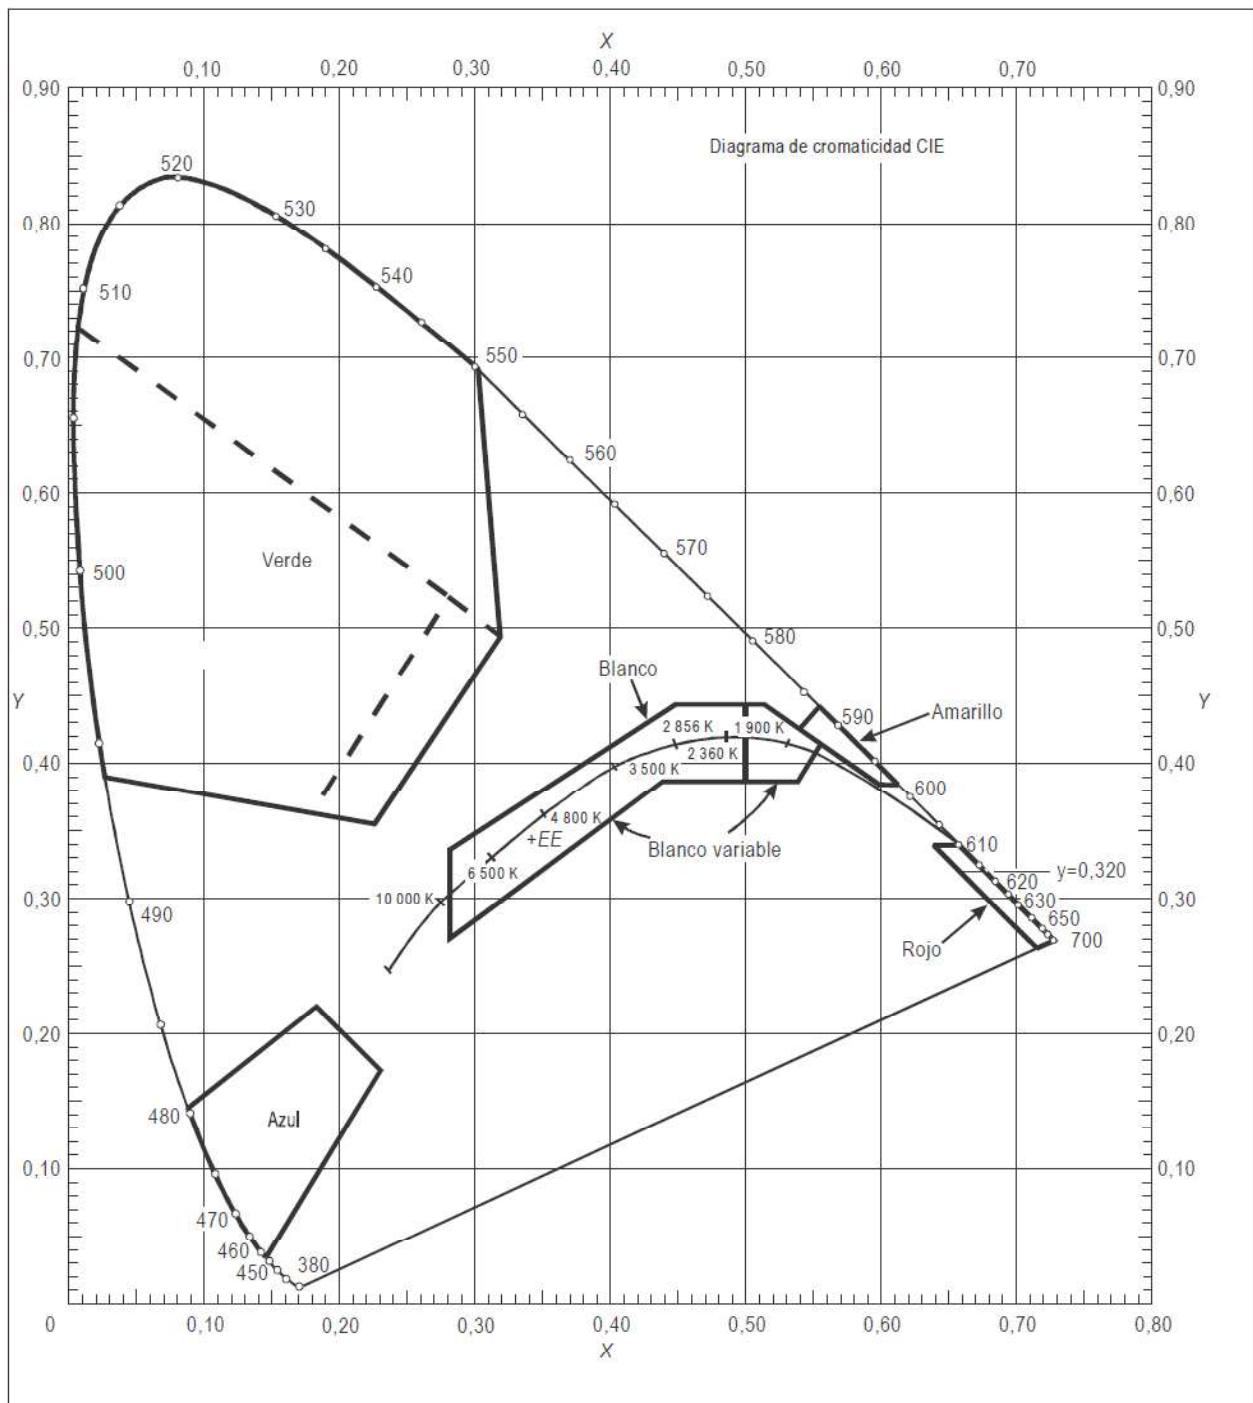 X
0,10 0,20 0,30 0,40 0,50 0,60 0,70
0,90 0,90
Diagrama de cromaticidad CIE
520
530
0,80 0,80
540
510
550
0,70 0,70
560
0,60 0,60
570
Verde
500
0,50 580 0,50
Blanco
Y Y
590 Amarillo
2 856 K 1 900 K
2 360 K
0,40 3 500 K 0,40
600
4 800 K
+EE Blanco variable 610
6 500 K y=0,320
620
0,30 10 000 K 630 0,30
490 650
Rojo 700
0,20 0,20
480 Azul
0,10 0,10
470
460
450 380
0 0,10 0,20 0,30 0,40 0,50 0,60 0,70 0,80
X